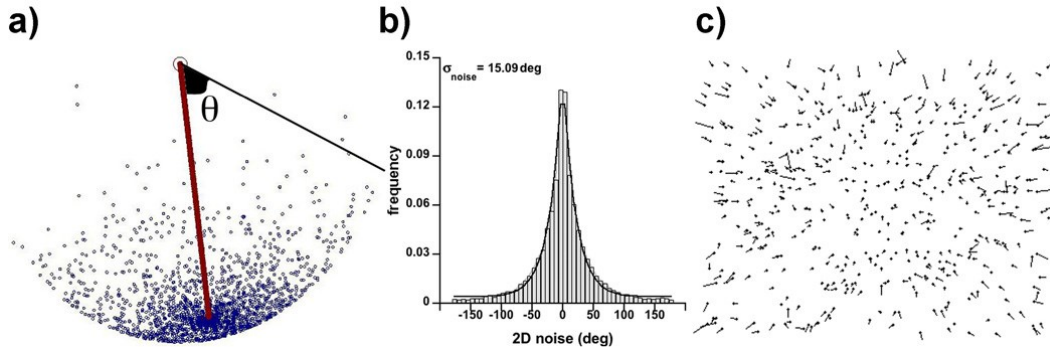 a)
b)
c)
θ
0.15
σnoise= 15.09 deg
0.12
0.09
0.06
0.03
0
frequency
-150 -100 -50 0 50 100 150
2D noise (deg)